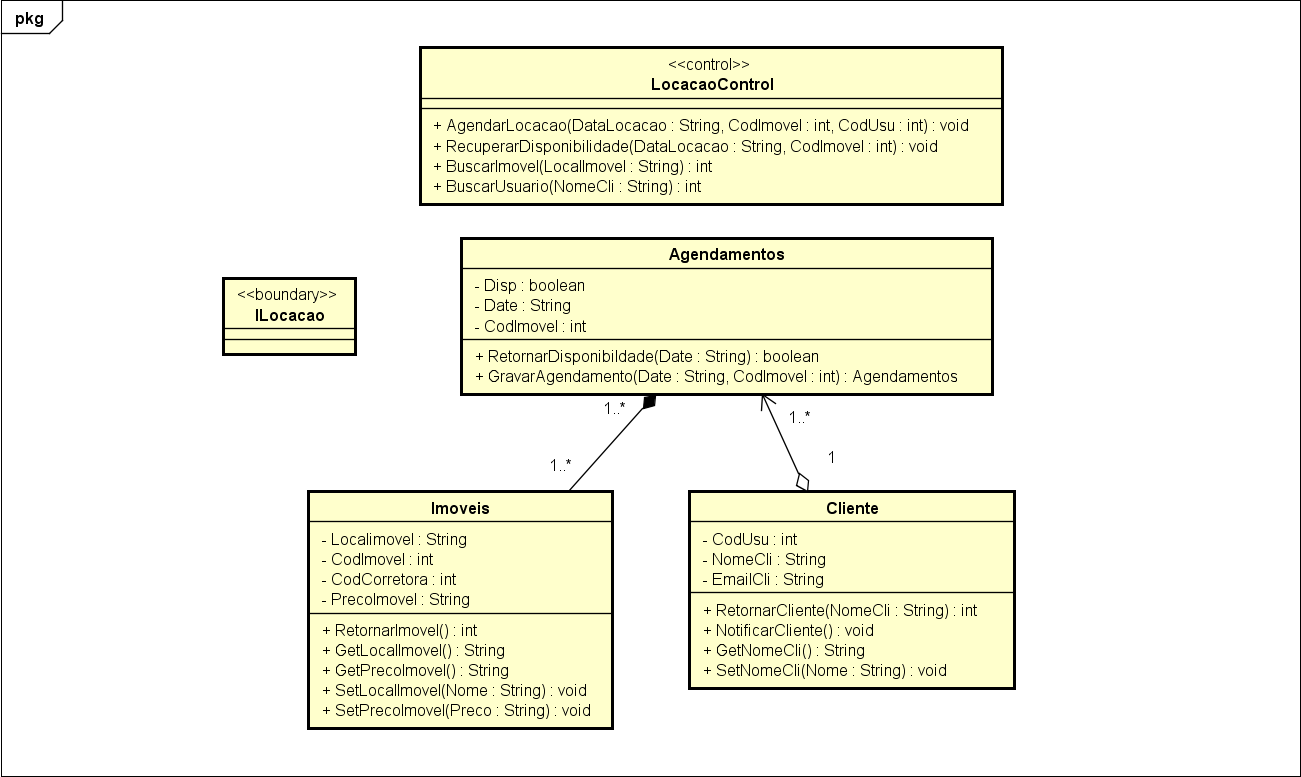 pkg
<<control>>
LocacaoControl
+ AgendarLocacao(DataLocacao : String, CodImovel : int, CodUsu : int) : void
+ RecuperarDisponibilidade(DataLocacao : String, CodImovel : int) : void
+ BuscarImovel(LocalImovel : String) : int
+ BuscarUsuario(NomeCli : String) : int
<<boundary>>
ILocacao
Agendamentos
- Disp : boolean
- Date : String
- CodImovel : int
+ RetornarDisponibildade(Date : String) : boolean
+ GravarAgendamento(Date : String, CodImovel : int) : Agendamentos
1..*
1..*
1..*
1
Imoveis
- Localimovel : String
- CodImovel : int
- CodCorretora : int
- PrecoImovel : String
+ RetornarImovel() : int
+ GetLocalImovel() : String
+ GetPrecoImovel() : String
+ SetLocalImovel(Nome : String) : void
+ SetPrecoImovel(Preco : String) : void
Cliente
- CodUsu : int
- NomeCli : String
- EmailCli : String
+ RetornarCliente(NomeCli : String) : int
+ NotificarCliente() : void
+ GetNomeCli() : String
+ SetNomeCli(Nome : String) : void